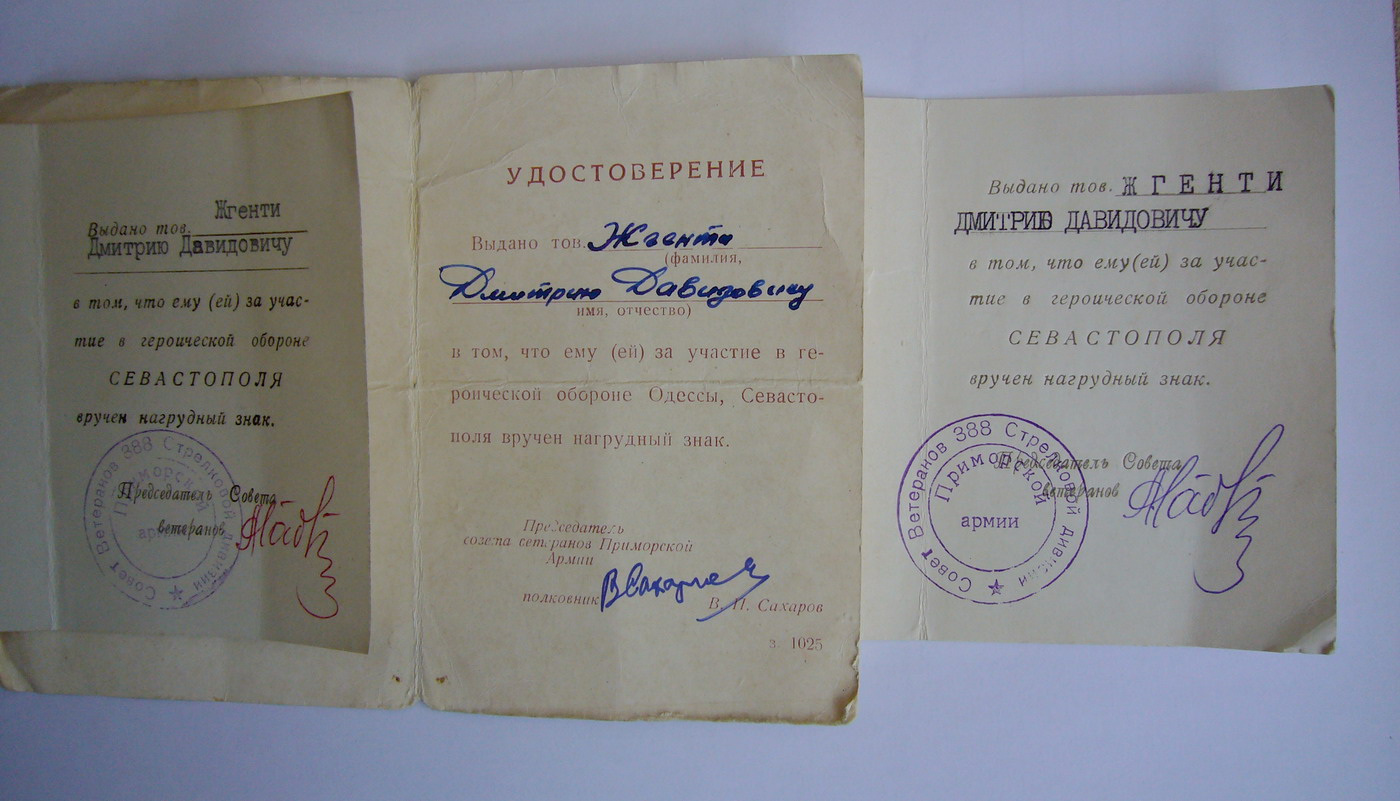 Жгенти
Выдано тов.
Дмитрию Давидовичу
в том, что ему (ей) за учас-
тие в героической обороне
СЕВАСТОПОЛЯ
вручен нагрудный знак.
Председатель Совета
ветеранов
Совет Ветеранов 388 Стрелковой дивизии
Приморской
армии
УДОСТОВЕРЕНИЕ
Выдано тов. Жгенти
(фамилия,
Дмитрию Давидовичу
имя, отчество)
в том, что ему (ей) за участие в ге-
роической обороне Одессы, Севасто-
поля вручен нагрудный знак.
Председатель
совета ветеранов Приморской
Армии
полковник В. П. Сахаров
з. 1025
Выдано тов. ЖГЕНТИ
ДМИТРИЮ ДАВИДОВИЧУ
в том, что ему (ей) за учас-
тие в героической обороне
СЕВАСТОПОЛЯ
вручен нагрудный знак.
Председатель Совета
ветеранов
Совет Ветеранов 388 Стрелковой дивизии
Приморской
армии